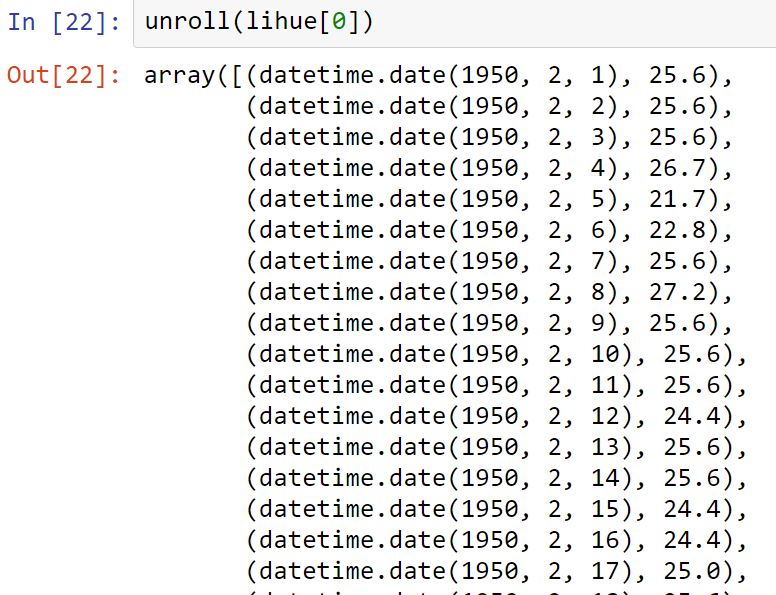 In [22]: unroll(lihue[0])
Out[22]: array([(datetime.date(1950, 2, 1), 25.6),
(datetime.date(1950, 2, 2), 25.6),
(datetime.date(1950, 2, 3), 25.6),
(datetime.date(1950, 2, 4), 26.7),
(datetime.date(1950, 2, 5), 21.7),
(datetime.date(1950, 2, 6), 22.8),
(datetime.date(1950, 2, 7), 25.6),
(datetime.date(1950, 2, 8), 27.2),
(datetime.date(1950, 2, 9), 25.6),
(datetime.date(1950, 2, 10), 25.6),
(datetime.date(1950, 2, 11), 25.6),
(datetime.date(1950, 2, 12), 24.4),
(datetime.date(1950, 2, 13), 25.6),
(datetime.date(1950, 2, 14), 25.6),
(datetime.date(1950, 2, 15), 24.4),
(datetime.date(1950, 2, 16), 24.4),
(datetime.date(1950, 2, 17), 25.0),